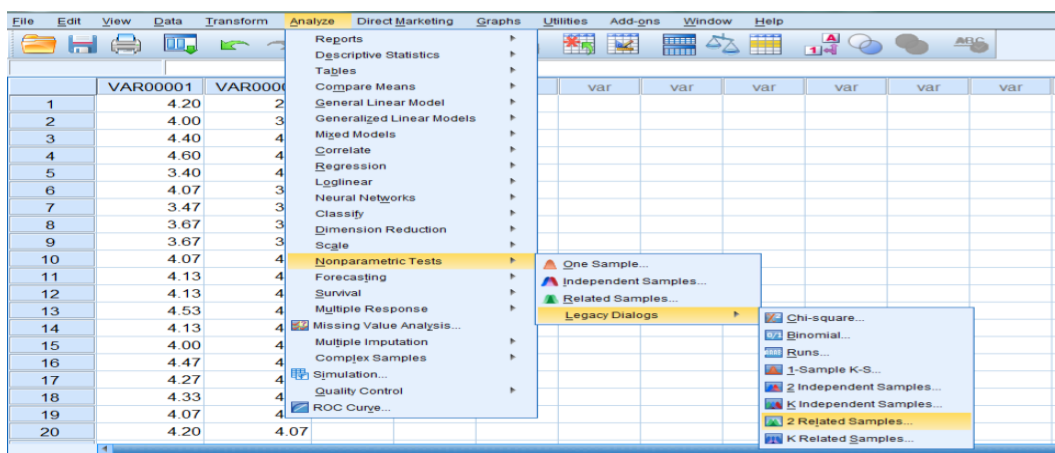 File Edit View Data Transform Analyze Direct Marketing Graphs Utilities Add-ons Window Help
Reports
Descriptive Statistics
Tables
Compare Means
General Linear Model
Generalized Linear Models
Mixed Models
Correlate
Regression
Loglinear
Neural Networks
Classify
Dimension Reduction
Scale
Nonparametric Tests
Forecasting
Survival
Multiple Response
Missing Value Analysis...
Multiple Imputation
Complex Samples
Simulation...
Quality Control
ROC Curve...
One Sample...
Independent Samples...
Related Samples...
Legacy Dialogs
Chi-square...
Binomial...
Runs...
1-Sample K-S...
2 Independent Samples...
K Independent Samples...
2 Related Samples...
K Related Samples...
VAR00001 VAR0000 var var var var var var
1 4.20 2
2 4.00 3
3 4.40 4
4 4.60 4
5 3.40 4
6 4.07 3
7 3.47 3
8 3.67 3
9 3.67 3
10 4.07 4
11 4.13 4
12 4.13 4
13 4.53 4
14 4.13 4
15 4.00 4
16 4.47 4
17 4.27 4
18 4.33 4
19 4.07 4
20 4.20 4.07